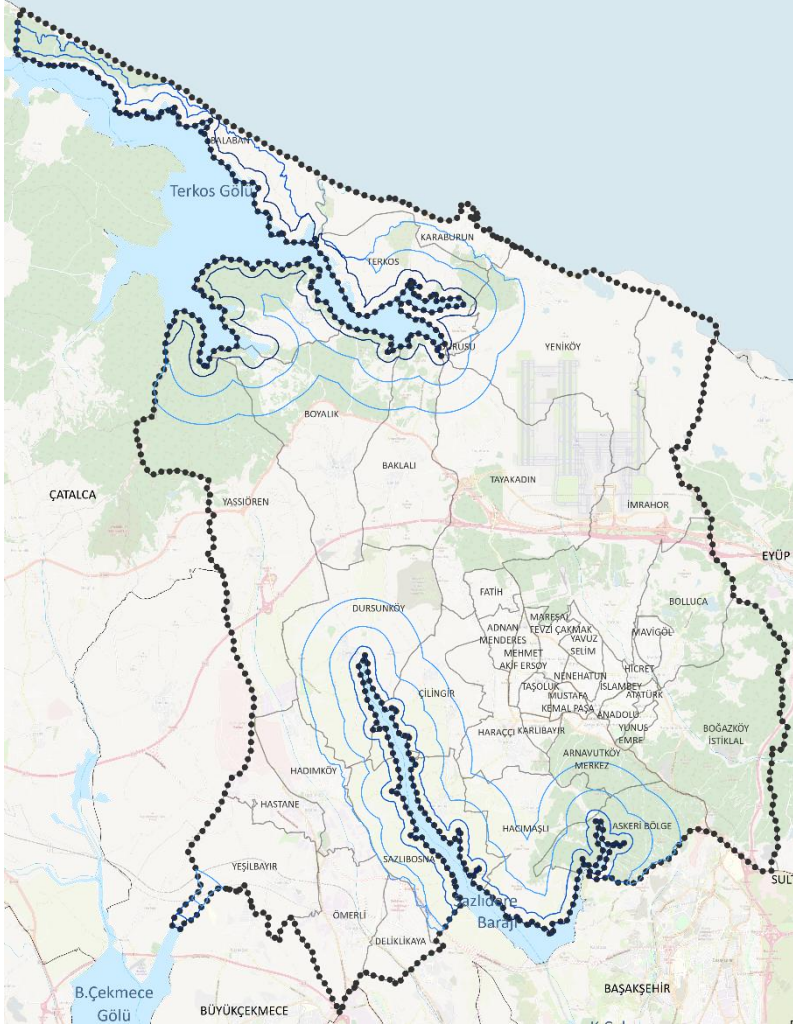 BALABAN
Terkos Gölü
KARABURUN
TERKOS
YENİKÖY
BOYALIK
BAKLALI
TAYAKADIN
ÇATALCA
YASSIÖREN
İMRAHOR
EYÜP
FATİH
BOLLUCA
DURSUNKÖY
MAREŞAL
FEVZİ ÇAKMAK
ADNAN
MENDERES
YAVUZ
SELİM
MAVİGÖL
MEHMET
AKİF ERSOY
HİCRET
NENEHATUN
TAŞOLUK
İSLAMBEY
ÇİLİNGİR
MUSTAFA
KEMAL PAŞA
ATATÜRK
ANADOLU
HARAÇÇI
KARLIBAYIR
YUNUS
EMRE
BOĞAZKÖY
İSTİKLAL
ARNAVUTKÖY
MERKEZ
HADIMKÖY
HASTANE
HACIMAŞLI
ASKERİ BÖLGE
SAZLIBOSNA
YEŞİLBAYIR
SULT
Sazlıdere
Barajı
ÖMERLİ
DELİKLİKAYA
B.Çekmece
Gölü
BAŞAKŞEHİR
BÜYÜKÇEKMECE